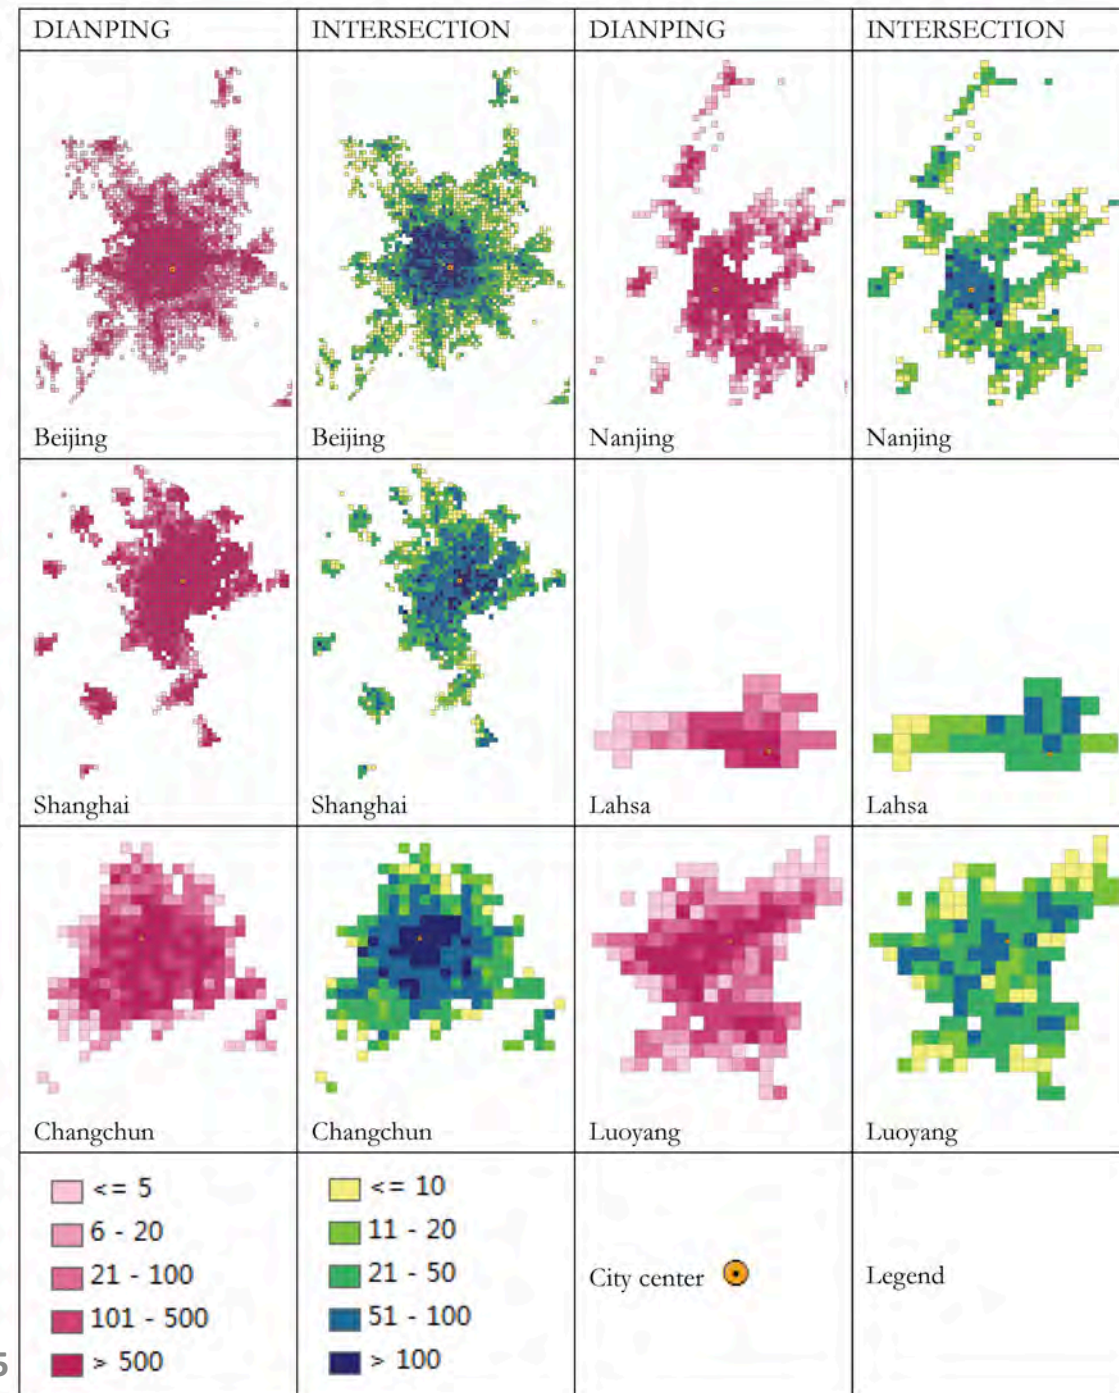 DIANPING INTERSECTION DIANPING INTERSECTION
Beijing Beijing Nanjing Nanjing
Shanghai Shanghai Lahsa Lahsa
Changchun Changchun Luoyang Luoyang
<= 5
6 - 20
21 - 100
101 - 500
> 500
<= 10
11 - 20
21 - 50
51 - 100
> 100
City center
Legend
5